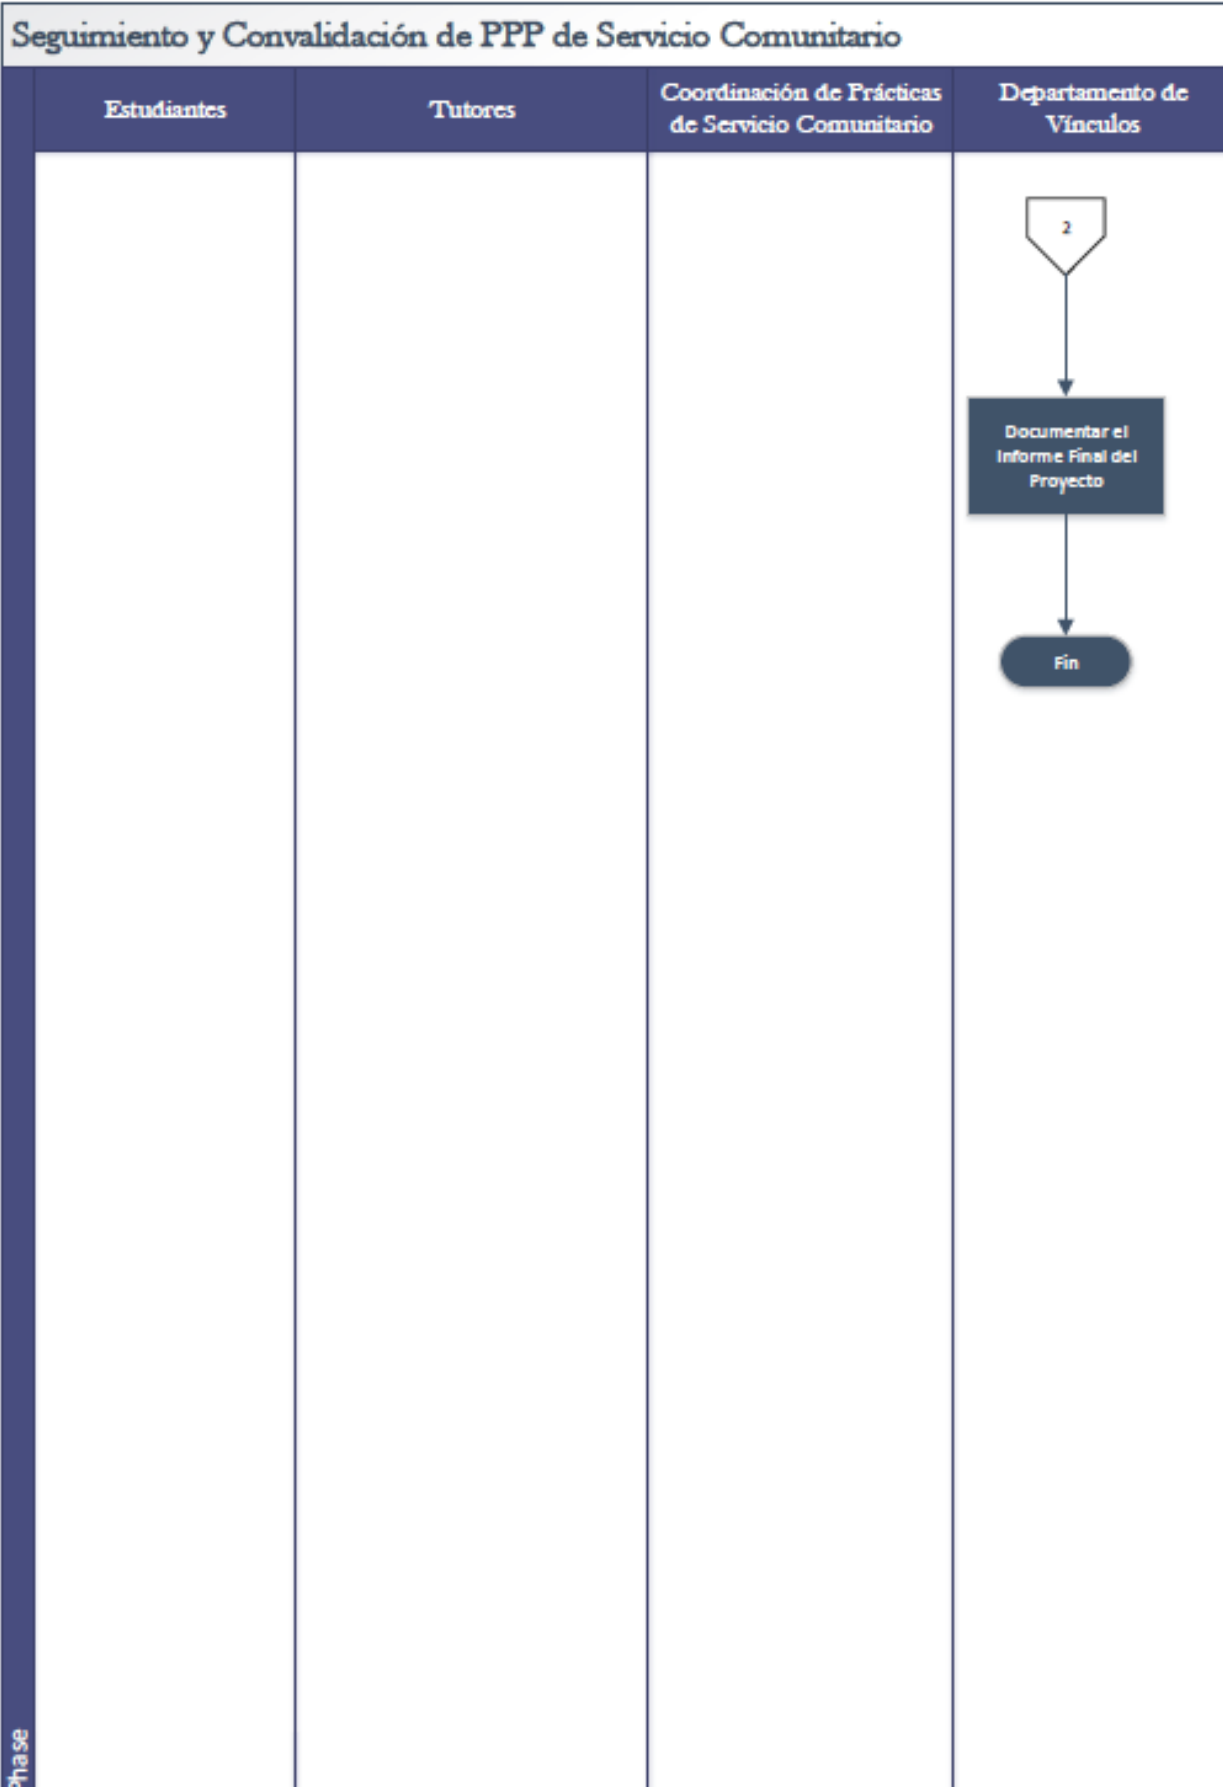 Seguimiento y Convalidación de PPP de Servicio Comunitario
Estudiantes
Tutores
Coordinación de Prácticas
de Servicio Comunitario
Departamento de
Vínculos
2
Documentar el
Informe Final del
Proyecto
Fin
Phase